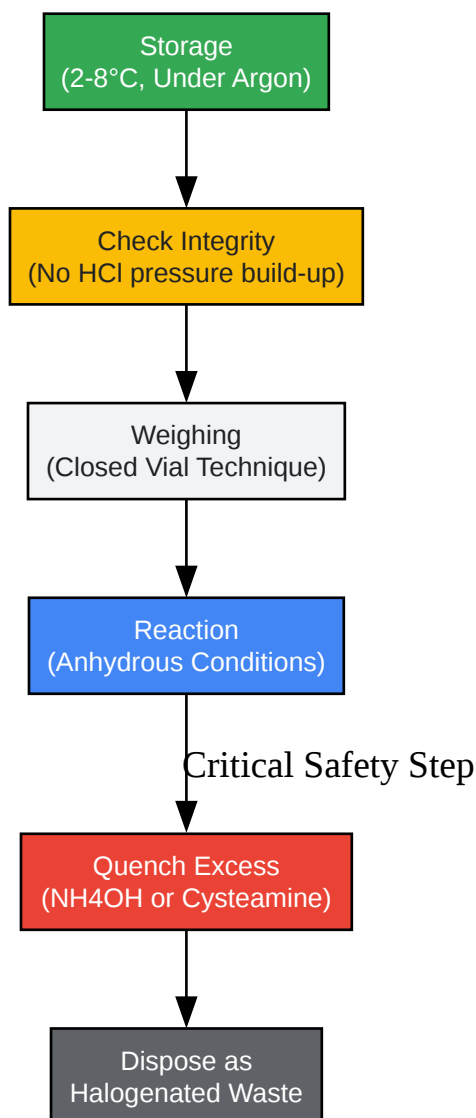 Storage
(2-8°C, Under Argon)
Check Integrity
(No HCl pressure build-up)
Weighing
(Closed Vial Technique)
Reaction
(Anhydrous Conditions)
Critical Safety Step
Quench Excess
(NH4OH or Cysteamine)
Dispose as
Halogenated Waste